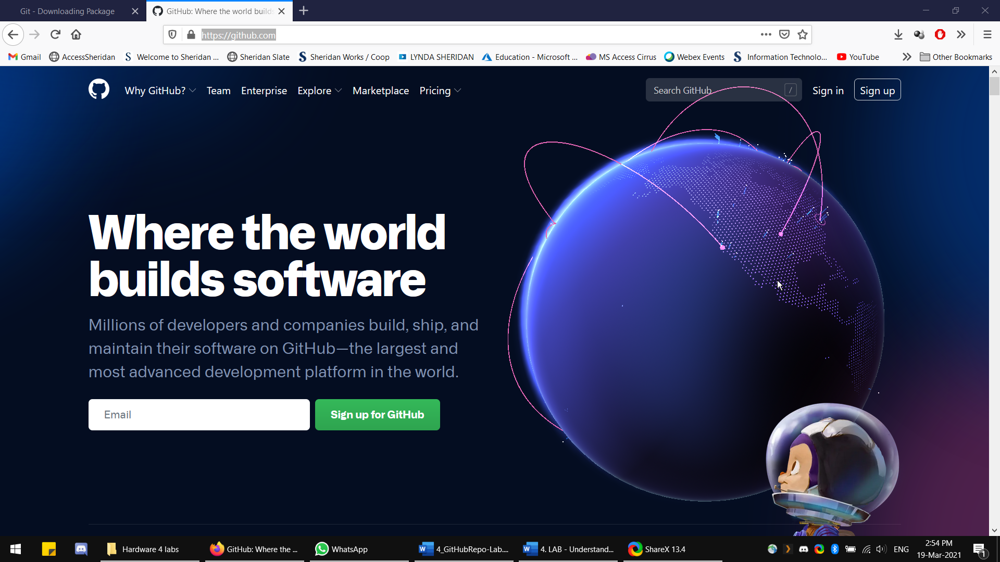 Git - Downloading Package
GitHub: Where the world builds
https://github.com
Gmail
AccessSheridan
Welcome to Sheridan ...
Sheridan Slate
Sheridan Works / Coop
LYNDA SHERIDAN
Education - Microsoft ...
MS Access Cirrus
Webex Events
Information Technolo...
YouTube
Other Bookmarks
Why GitHub?
Team
Enterprise
Explore
Marketplace
Pricing
Search GitHub
/
Sign in
Sign up
Where the world
builds software
Millions of developers and companies build, ship, and
maintain their software on GitHub—the largest and
most advanced development platform in the world.
Email
Sign up for GitHub
Hardware 4 labs
GitHub: Where the ...
WhatsApp
4_GitHubRepo-Lab....
4. LAB - Understand...
ShareX 13.4
ENG
2:54 PM
19-Mar-2021
1